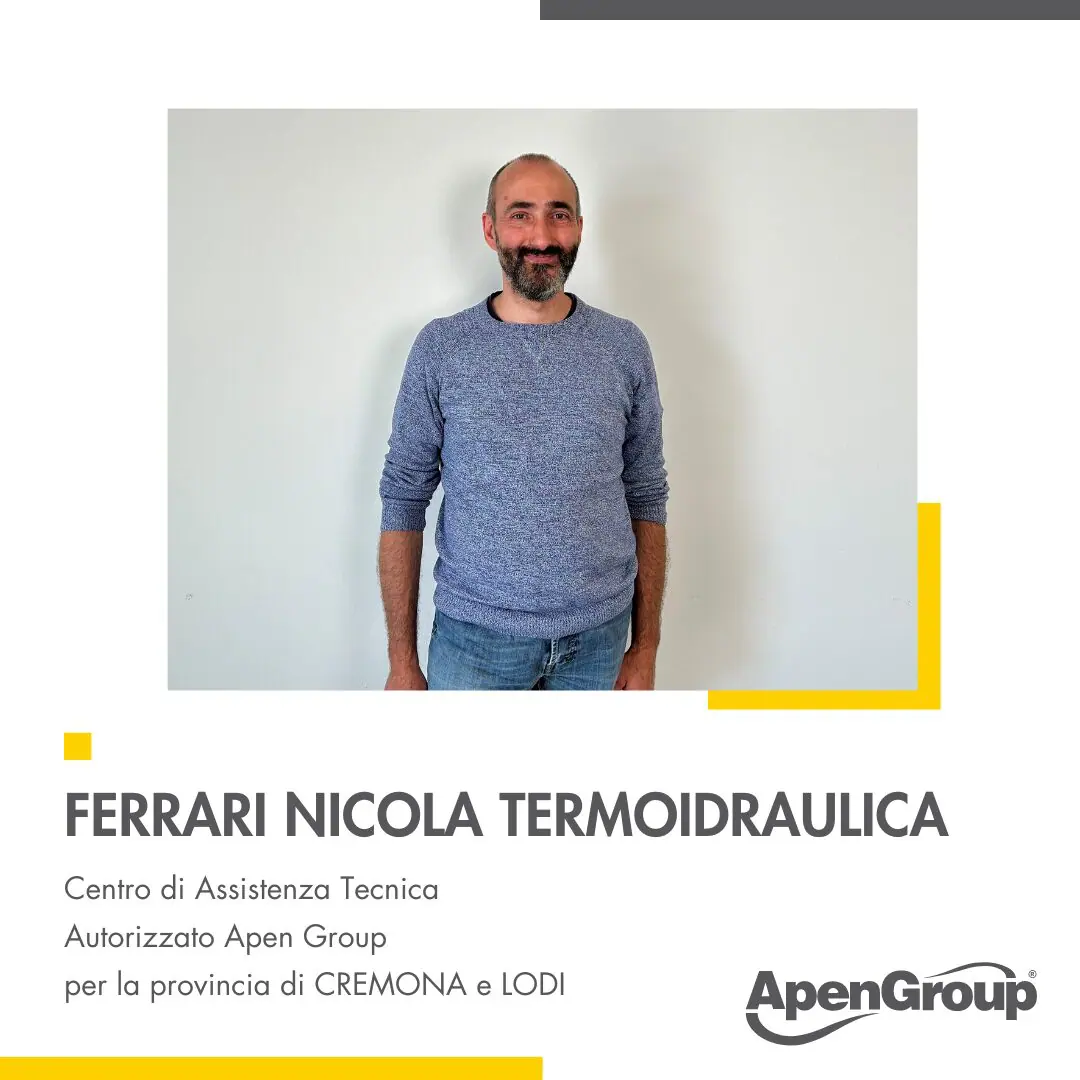 FERRARI NICOLA TERMOIDRAULICA
Centro di Assistenza Tecnica
Autorizzato Apen Group
per la provincia di CREMONA e LODI
ApenGroup®